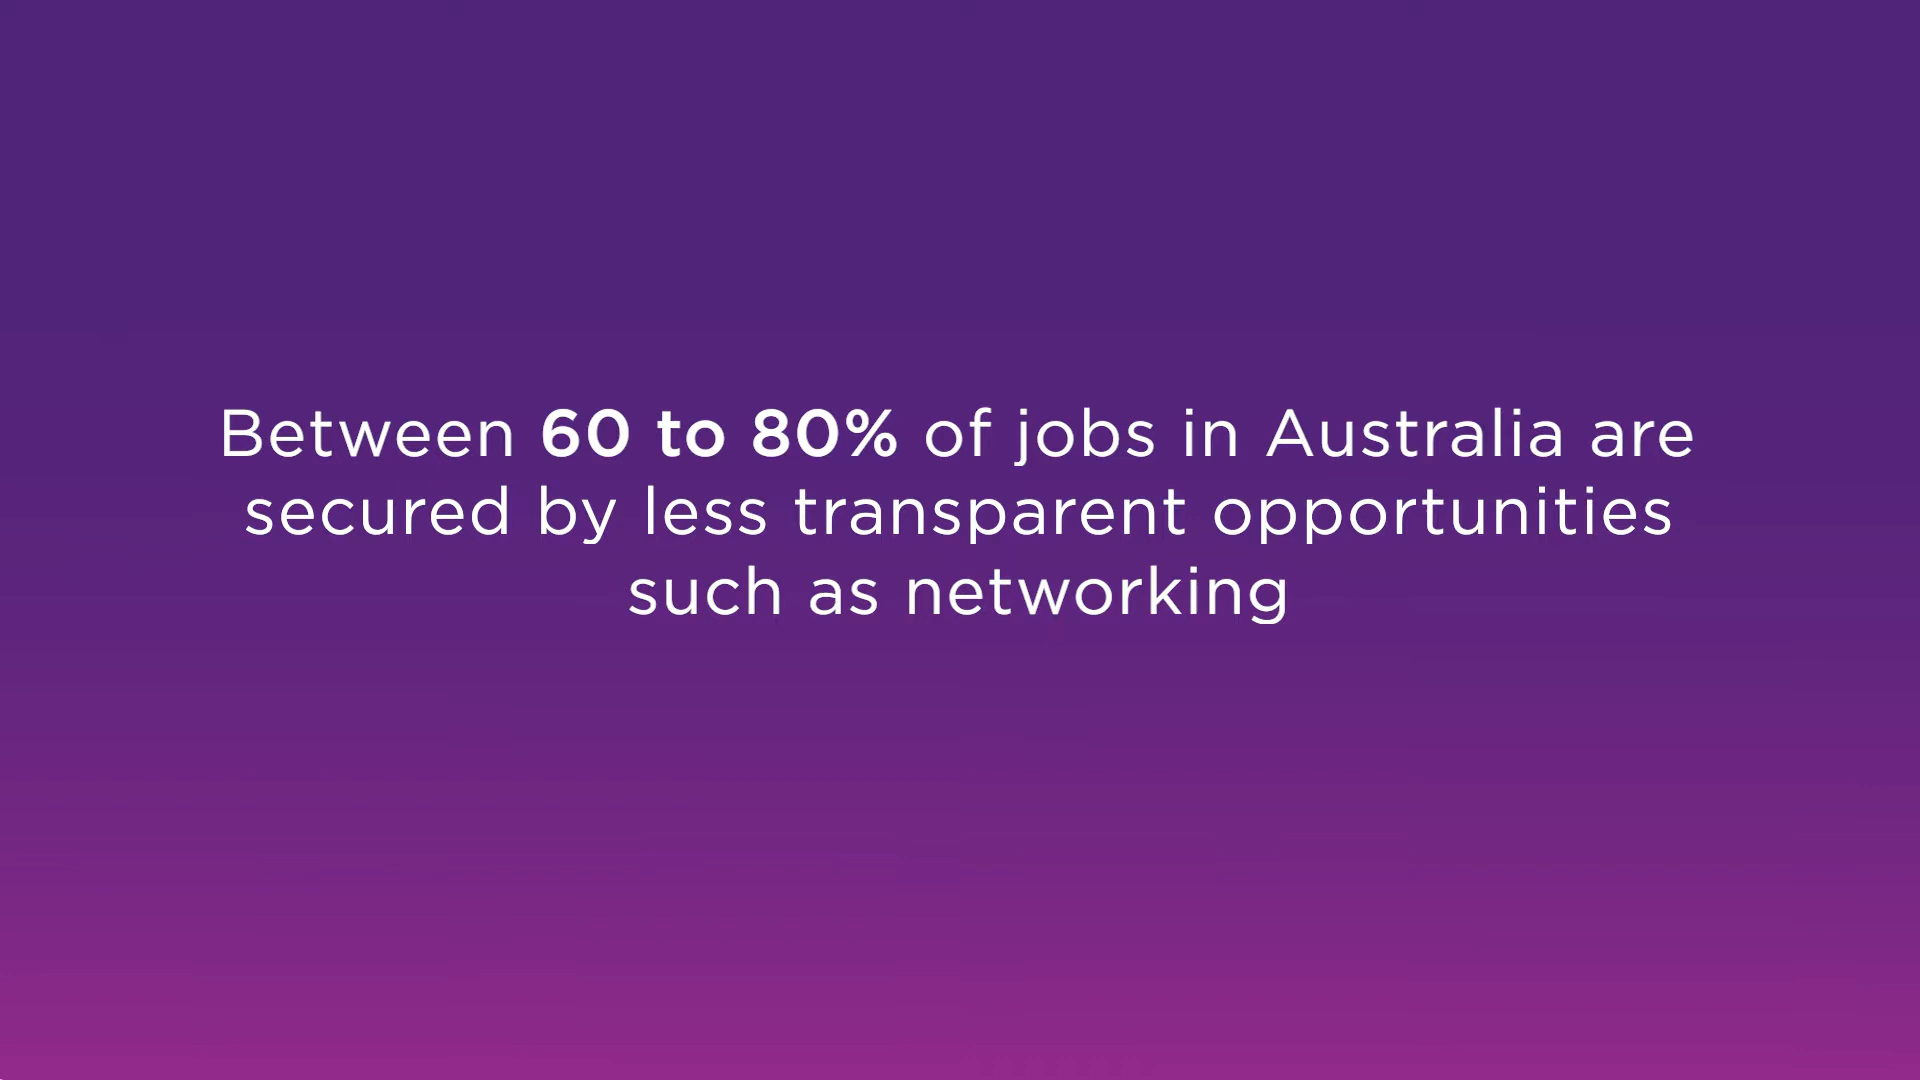 Between 60 to 80% of jobs in Australia are
secured by less transparent opportunities
such as networking